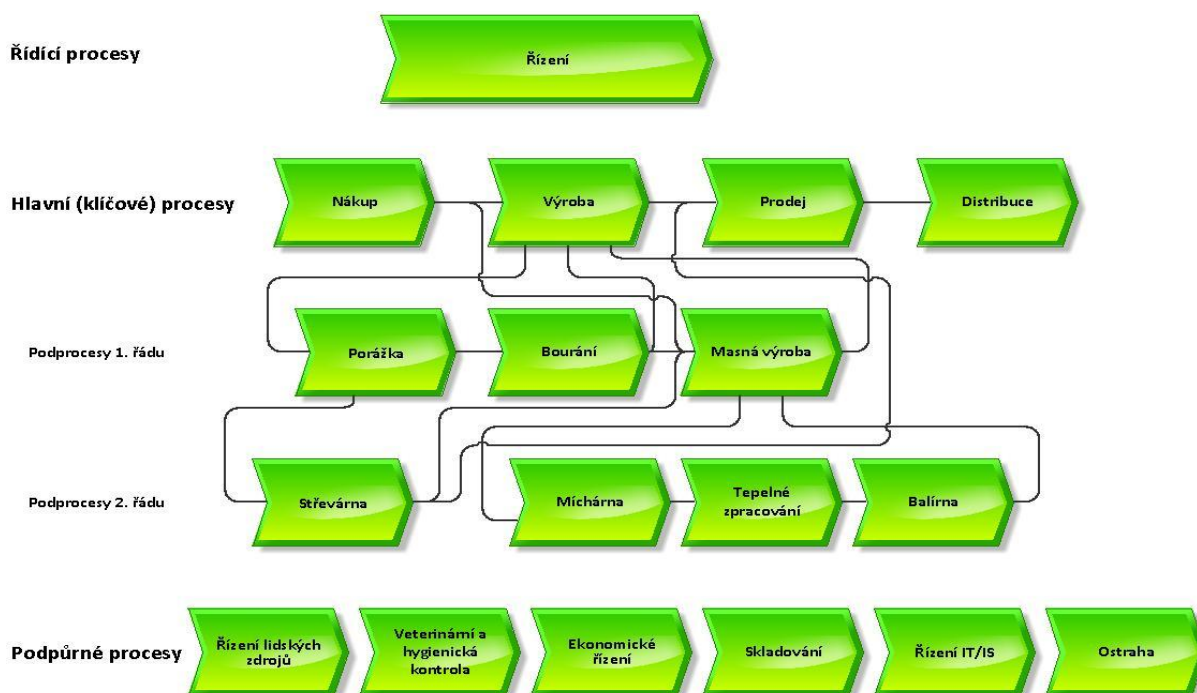 Řídící procesy
Řízení
Hlavní (klíčové) procesy
Nákup
Výroba
Prodej
Distribuce
Podprocesy 1. řádu
Porážka
Bourání
Masná výroba
Podprocesy 2. řádu
Střevárna
Míchárna
Tepelné
zpracování
Balírna
Podpůrné procesy
Řízení lidských
zdrojů
Veterinární a
hygienická
kontrola
Ekonomické
řízení
Skladování
Řízení IT/IS
Ostraha